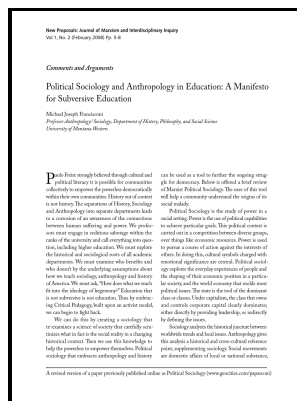 New Proposals: Journal of Marxism and Interdisciplinary Inquiry
Vol.1, No. 2 (February 2008) Pp. 5-8
Comments and Arguments
Political Sociology and Anthropology in Education: A Manifesto
for Subversive Education
Michael Joseph Francisconi
Professor Anthropology/ Sociology, Department of History, Philosophy, and Social Science
University of Montana Western
Paulo Freire strongly believed through cultural and
political literacy it is possible for communities
collectively to empower the powerless democratically
within their own communities. History out of context
is not history. The separations of History, Sociology
and Anthropology into separate departments leads
to a corrosion of an awareness of the connections
between human suffering and power. We profes-
sors must engage in seditious sabotage within the
ranks of the university and call everything into ques-
tion, including higher education. We must explore
the historical and sociological roots of all academic
departments. We must examine who benefits and
who doesn't by the underlying assumptions about
how we teach sociology, anthropology and history
of America. We must ask, "How does what we teach
fit into the ideology of hegemony?" Education that
is not subversive is not education. Thus by embrac-
ing Critical Pedagogy, built upon an activist model,
we can begin to fight back.
We can do this by creating a sociology that
re-examines a science of society that carefully scru-
tinizes what in fact is the social reality in a changing
historical context. Then we use this knowledge to
help the powerless to empower themselves. Political
sociology that embraces anthropology and history
can be used as a tool to further the ongoing strug-
gle for democracy. Below is offered a brief review
of Marxist Political Sociology. The uses of this tool
will help a community understand the origins of its
social malady.
Political Sociology is the study of power in a
social setting. Power is the use of political capabilities
to achieve particular goals. This political contest is
carried out in a competition between diverse groups,
over things like economic resources. Power is used
to pursue a course of action against the interests of
others. In doing this, cultural symbols charged with
emotional significance are central. Political sociol-
ogy explores the everyday experiences of people and
the shaping of their economic position in a particu-
lar society, and the world economy that molds most
political issues. The state is the tool of the dominant
class or classes. Under capitalism, the class that owns
and controls corporate capital clearly dominates;
either directly by providing leadership, or indirectly
by defining the issues.
Sociology analyses the historical juncture between
worldwide trends and local issues. Anthropology gives
this analysis a historical and cross-cultural reference
point, supplementing sociology. Social movements
are domestic affairs of local or national substance,
A revised version of a paper previously published online as Political Sociology (www.geocities.com/papaconi)